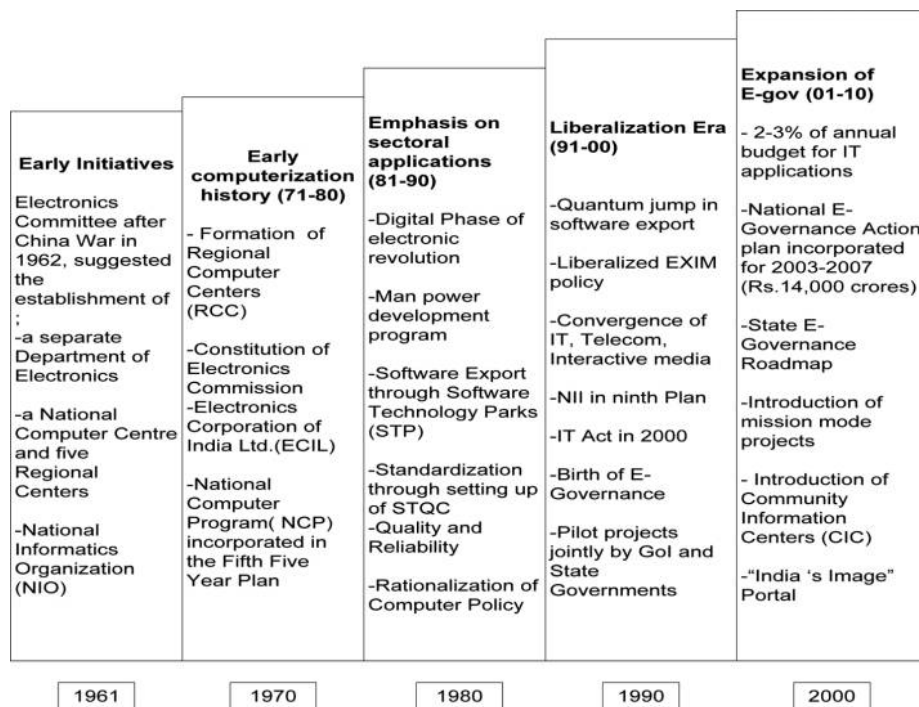 Early Initiatives
Electronics
Committee after
China War in
1962, suggested
the
establishment of
;
-a separate
Department of
Electronics
-a National
Computer Centre
and five
Regional
Centers
-National
Informatics
Organization
(NIO)
Early
computerization
history (71-80)
- Formation of
Regional
Computer
Centers
(RCC)
-Constitution of
Electronics
Commission
-Electronics
Corporation of
India Ltd.(ECIL)
-National
Computer
Program( NCP)
incorporated in
the Fifth Five
Year Plan
Emphasis on
sectoral
applications
(81-90)
-Digital Phase of
electronic
revolution
-Man power
development
program
-Software Export
through Software
Technology Parks
(STP)
-Standardization
through setting up
of STQC
-Quality and
Reliability
-Rationalization of
Computer Policy
Liberalization Era
(91-00)
-Quantum jump in
software export
-Liberalized EXIM
policy
-Convergence of
IT, Telecom,
Interactive media
-NII in ninth Plan
-IT Act in 2000
-Birth of E-
Governance
-Pilot projects
jointly by GoI and
State
Governments
Expansion of
E-gov (01-10)
- 2-3% of annual
budget for IT
applications
-National E-
Governance Action
plan incorporated
for 2003-2007
(Rs.14,000 crores)
-State E-
Governance
Roadmap
-Introduction of
mission mode
projects
- Introduction of
Community
Information
Centers (CIC)
-“India ‘s Image”
Portal
1961
1970
1980
1990
2000